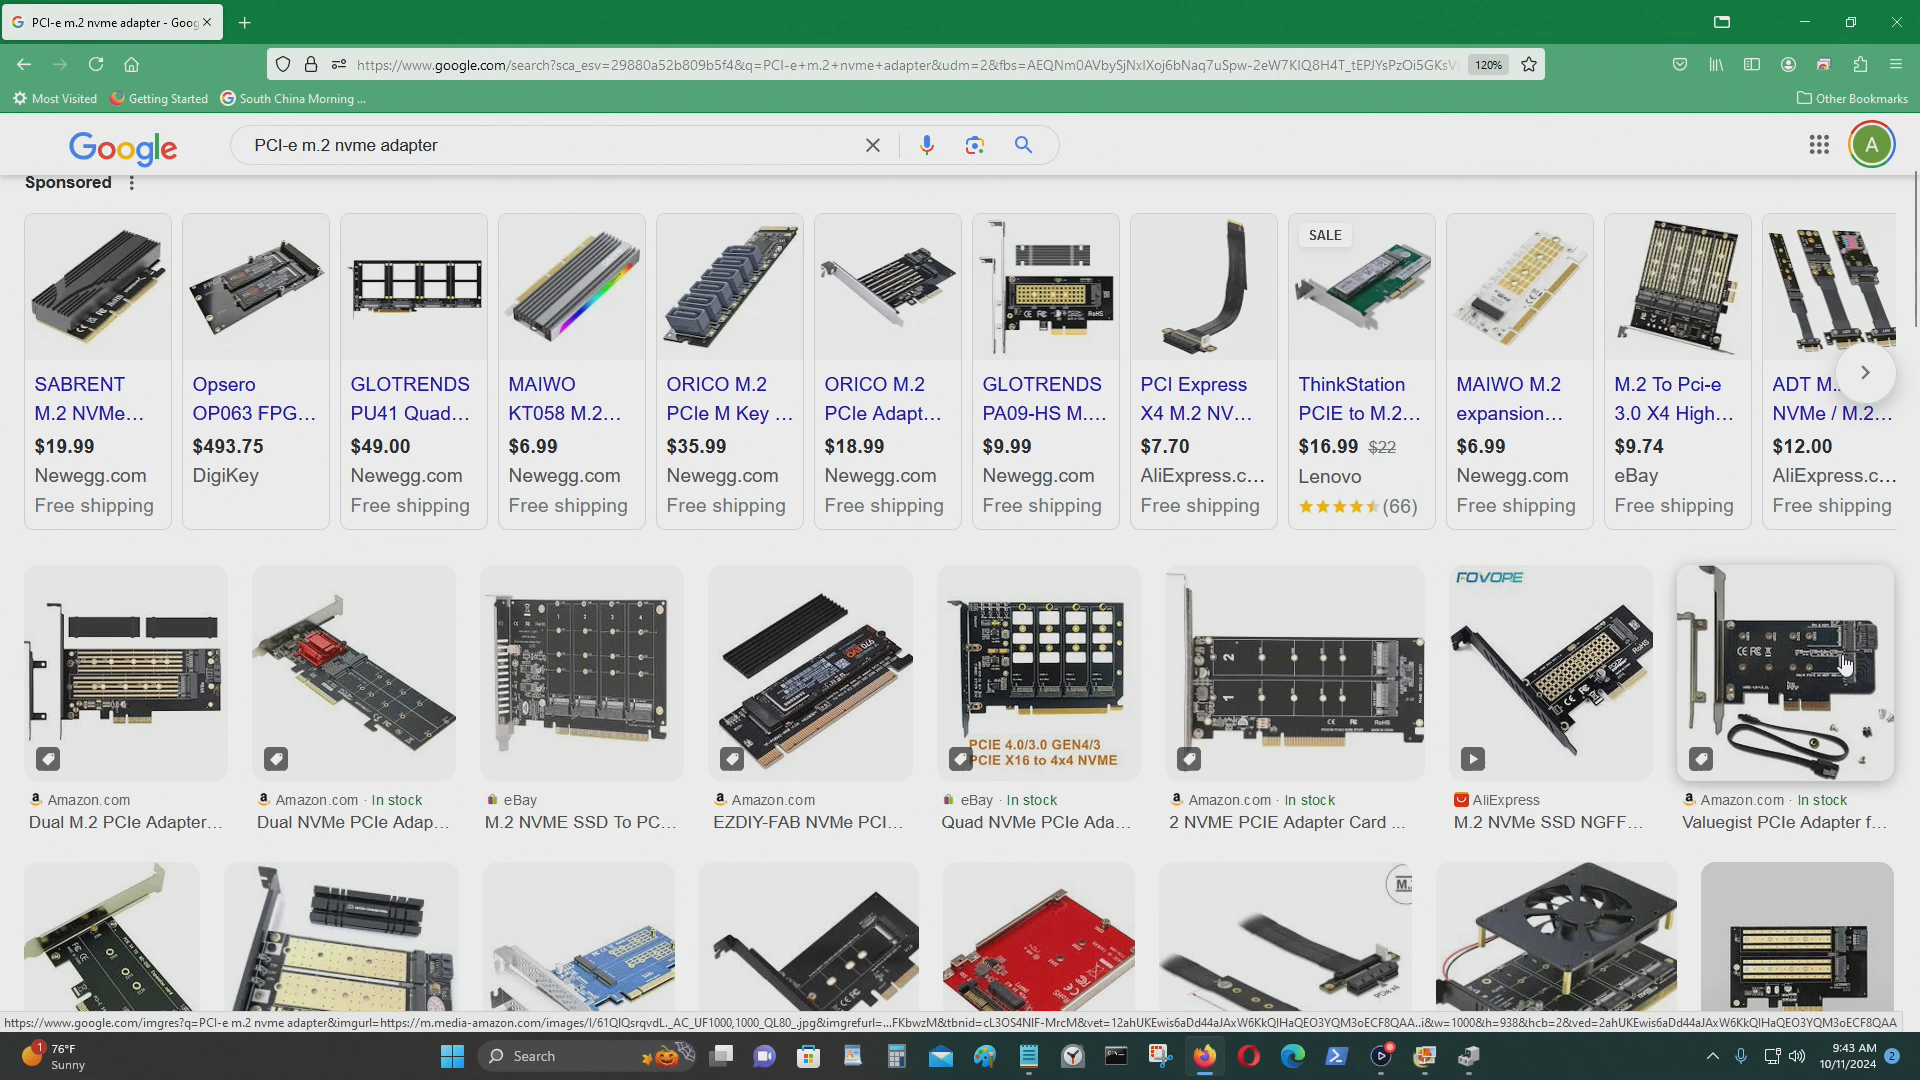 PCI-e m.2 nvme adapter - Goog
https://www.google.com/search?sca_esv=29880a52b809b5f4&q=PCI-e+m.2+nvme+adapter&udm=2&fbs=
120%
Most Visited
Getting Started
South China Morning ...
Other Bookmarks
Google
PCI-e m.2 nvme adapter
A
Sponsored
SALE
SABRENT
M.2 NVMe...
$19.99
Newegg.com
Free shipping
Opsero
OP063 FPG...
$493.75
DigiKey
GLOTRENDS
PU41 Quad...
$49.00
Newegg.com
Free shipping
MAIWO
KT058 M.2...
$6.99
Newegg.com
Free shipping
ORICO M.2
PCIe M Key ...
$35.99
Newegg.com
Free shipping
ORICO M.2
PCIe Adapt...
$18.99
Newegg.com
Free shipping
GLOTRENDS
PA09-HS M....
$9.99
Newegg.com
Free shipping
PCI Express
X4 M.2 NV...
$7.70
AliExpress.c...
Free shipping
ThinkStation
PCIE to M.2...
$16.99 $22
Lenovo
(66)
MAIWO M.2
expansion...
$6.99
Newegg.com
Free shipping
M.2 To Pci-e
3.0 X4 High...
$9.74
eBay
Free shipping
ADT M.
NVMe / M.2...
$12.00
AliExpress.c...
Free shipping
FOVOPE
PCIE 4.0/3.0 GEN4/3
PCIE X16 to 4x4 NVME
Amazon.com
Dual M.2 PCIe Adapter...
Amazon.com · In stock
Dual NVMe PCIe Adap...
eBay
M.2 NVME SSD To PC...
Amazon.com
EZDIY-FAB NVMe PCI...
eBay · In stock
Quad NVMe PCIe Ada...
Amazon.com · In stock
2 NVME PCIE Adapter Card ...
AliExpress
M.2 NVMe SSD NGFF...
Amazon.com · In stock
Valuegist PCIe Adapter f...
1
76°F
Sunny
Search
9:43 AM
10/11/2024
2